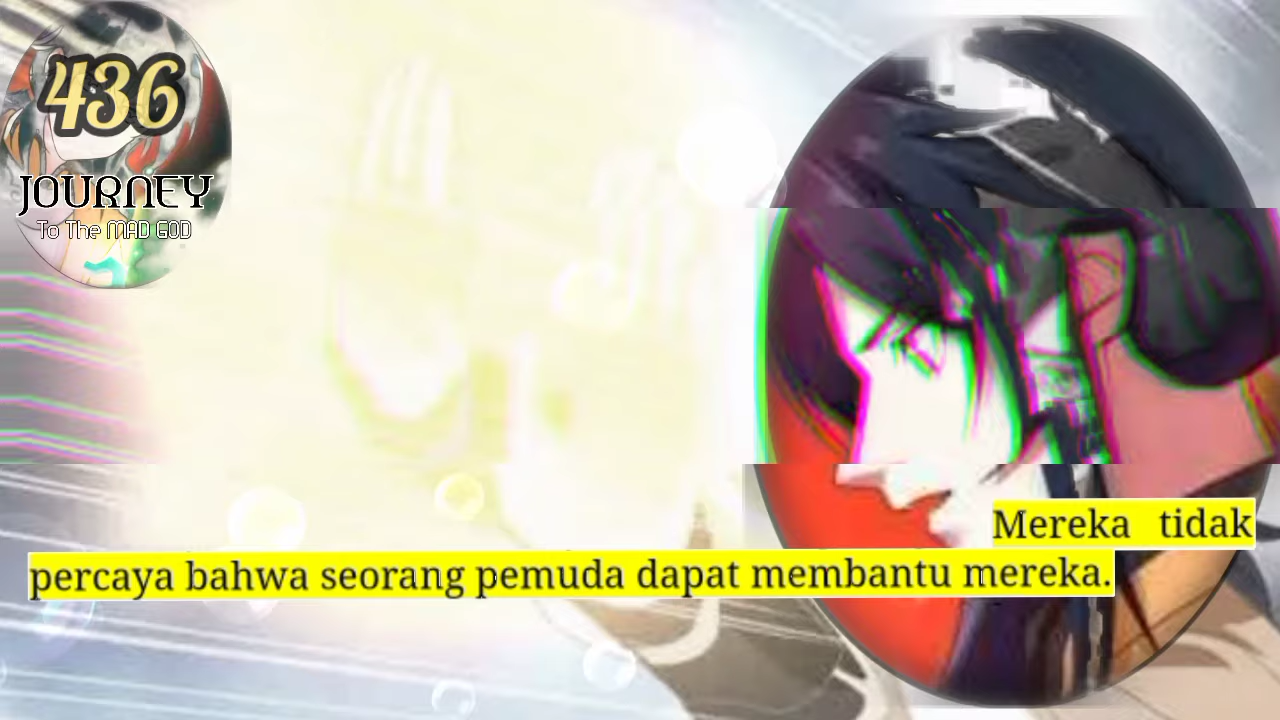 436
JOURNEY
To The MAD GOD
Mereka tidak
percaya bahwa seorang pemuda dapat membantu mereka.